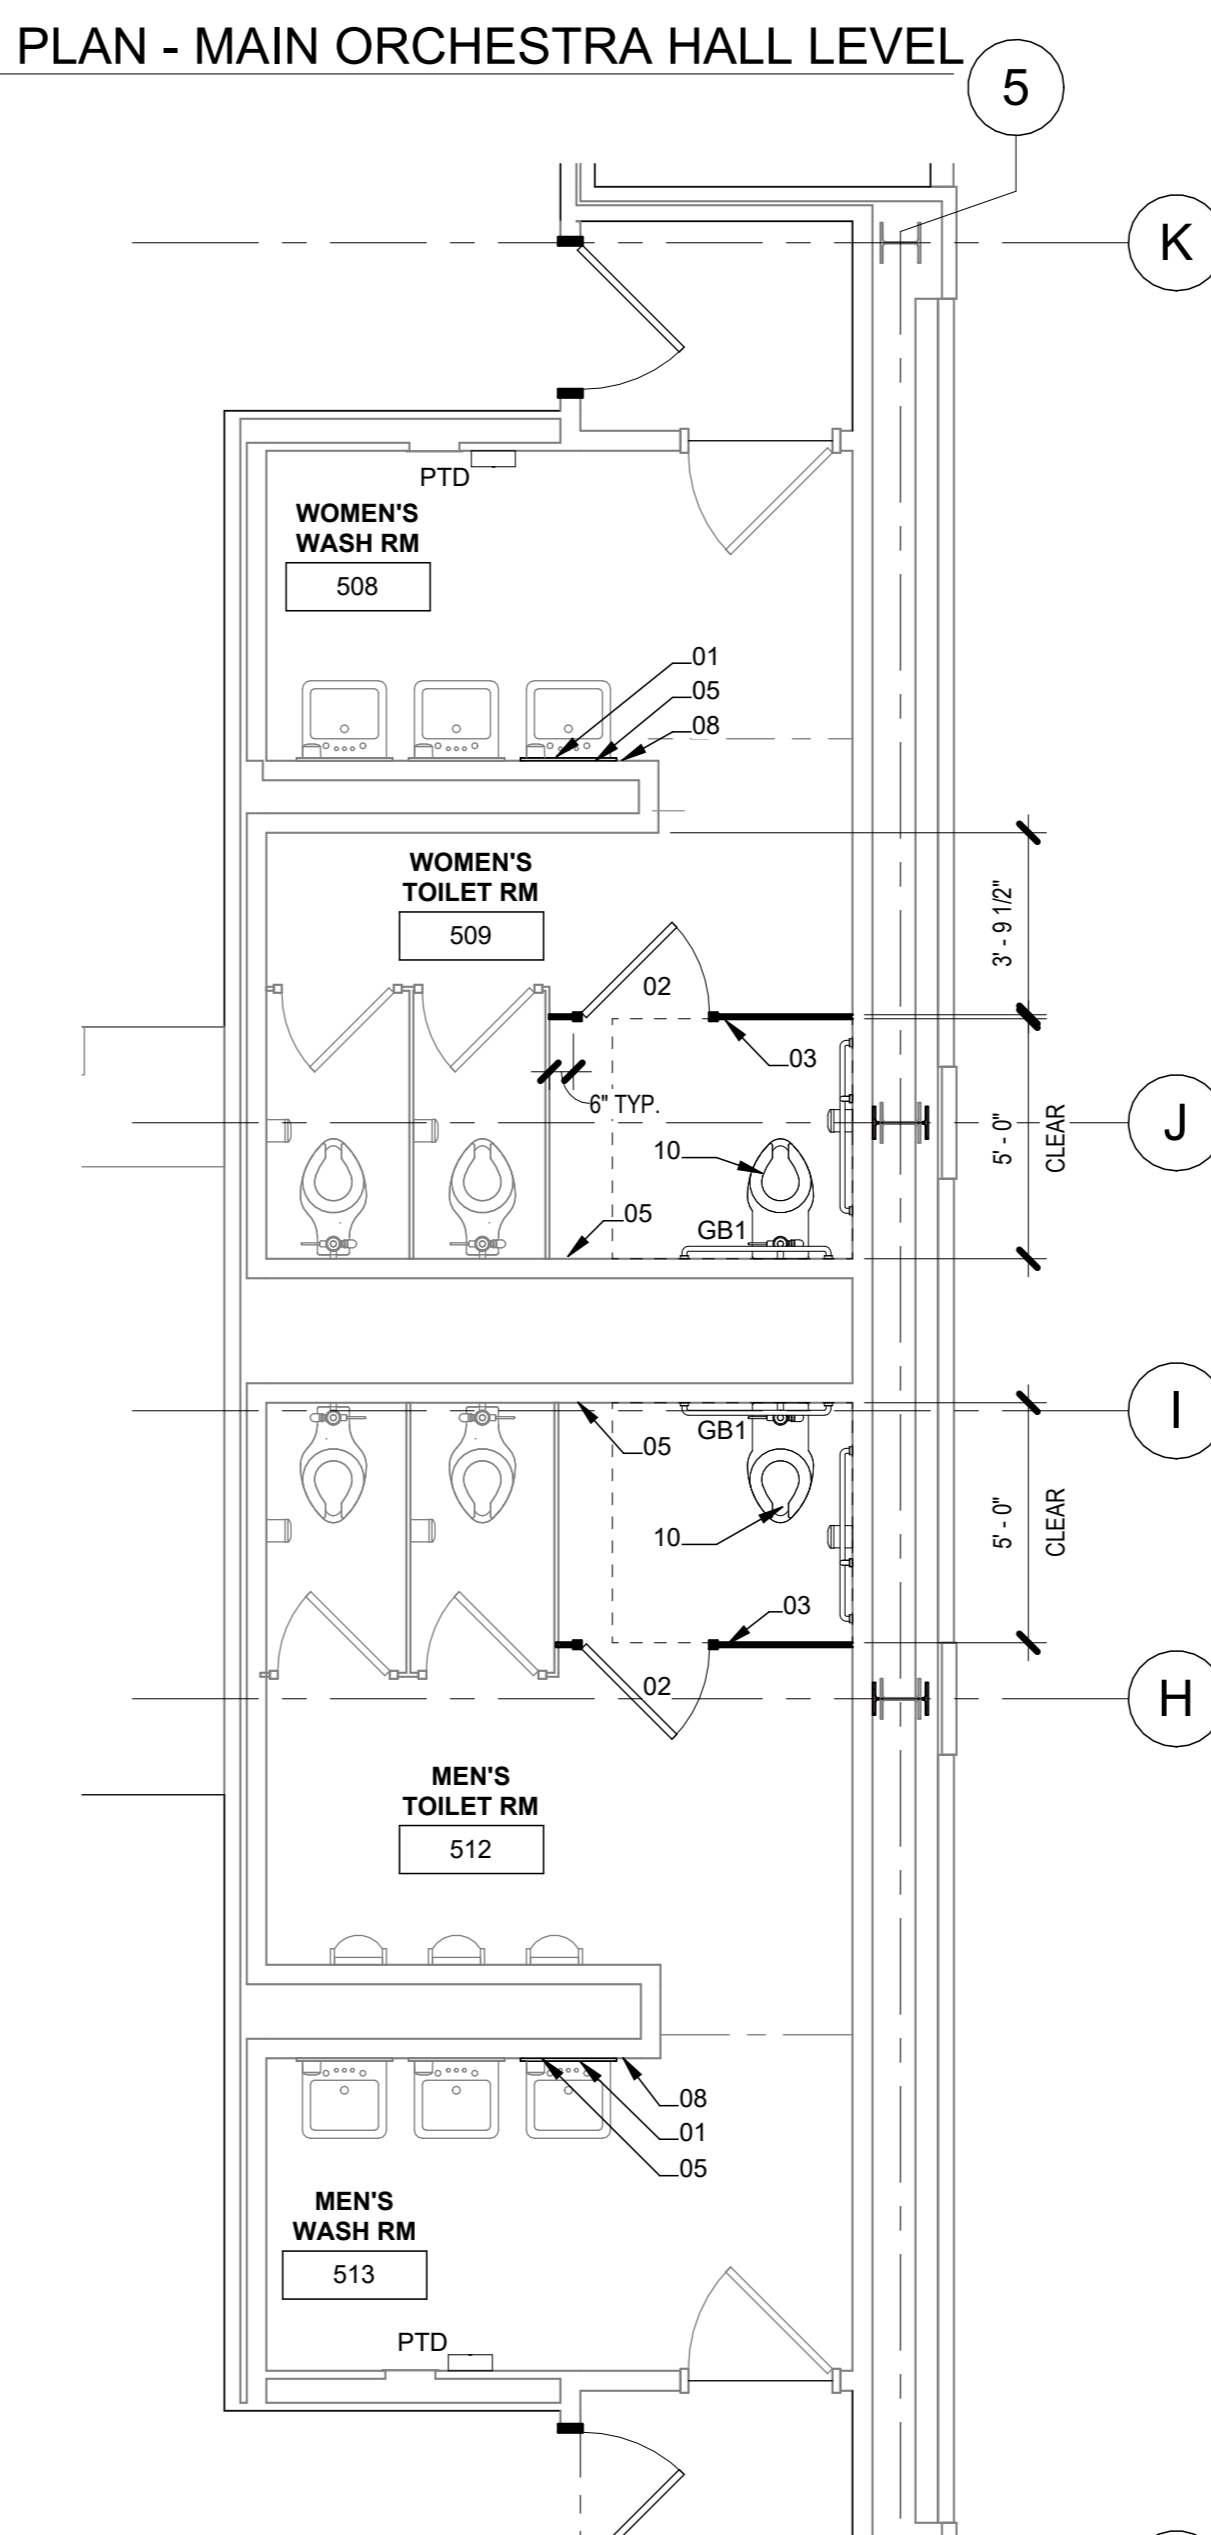 PLAN - MAIN ORCHESTRA HALL LEVEL
5
K
PTD
WOMEN'S
WASH RM
508
01
05
08
WOMEN'S
TOILET RM
509
3' - 9 1/2"
02
03
6" TYP.
J
5' - 0"
CLEAR
10
05
GB1
I
GB1
05
10
5' - 0"
CLEAR
03
02
H
MEN'S
TOILET RM
512
08
01
05
MEN'S
WASH RM
513
PTD